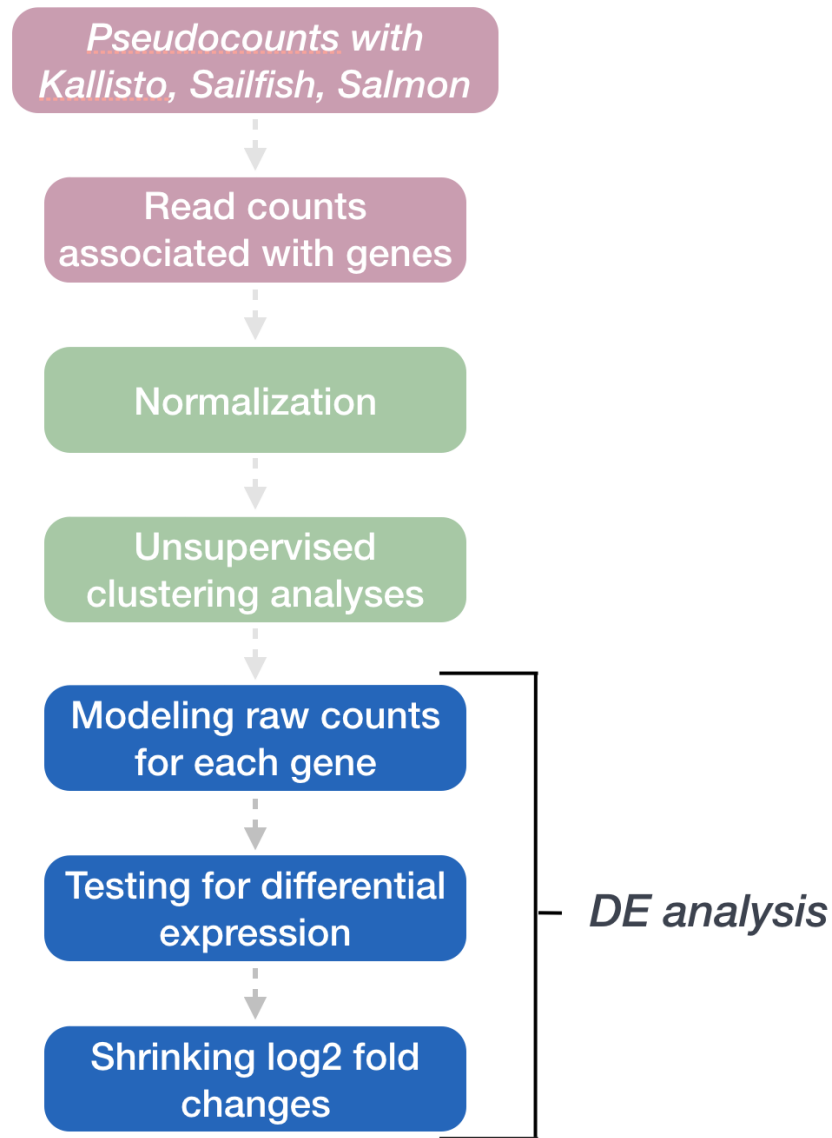 Pseudocounts with
Kallisto, Sailfish, Salmon
Read counts
associated with genes
Normalization
Unsupervised
clustering analyses
Modeling raw counts
for each gene
Testing for differential
expression
DE analysis
Shrinking log2 fold
changes